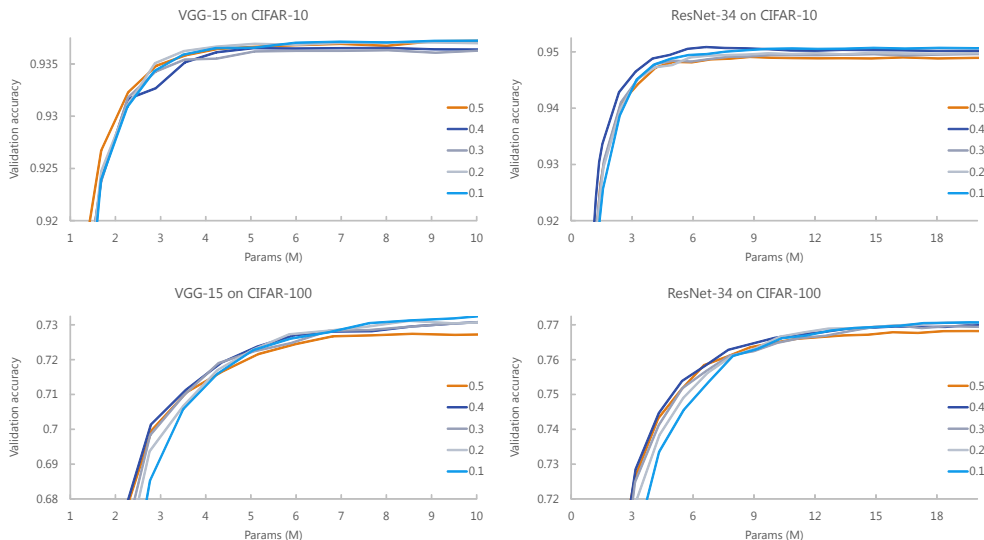 VGG-15 on CIFAR-10
Validation accuracy
0.935
0.93
0.925
0.92
1 2 3 4 5 6 7 8 9 10
Params (M)
0.5
0.4
0.3
0.2
0.1
ResNet-34 on CIFAR-10
Validation accuracy
0.95
0.94
0.93
0.92
0 3 6 9 12 15 18
Params (M)
0.5
0.4
0.3
0.2
0.1
VGG-15 on CIFAR-100
Validation accuracy
0.73
0.72
0.71
0.7
0.69
0.68
1 2 3 4 5 6 7 8 9 10
Params (M)
0.5
0.4
0.3
0.2
0.1
ResNet-34 on CIFAR-100
Validation accuracy
0.77
0.76
0.75
0.74
0.73
0.72
0 3 6 9 12 15 18
Params (M)
0.5
0.4
0.3
0.2
0.1